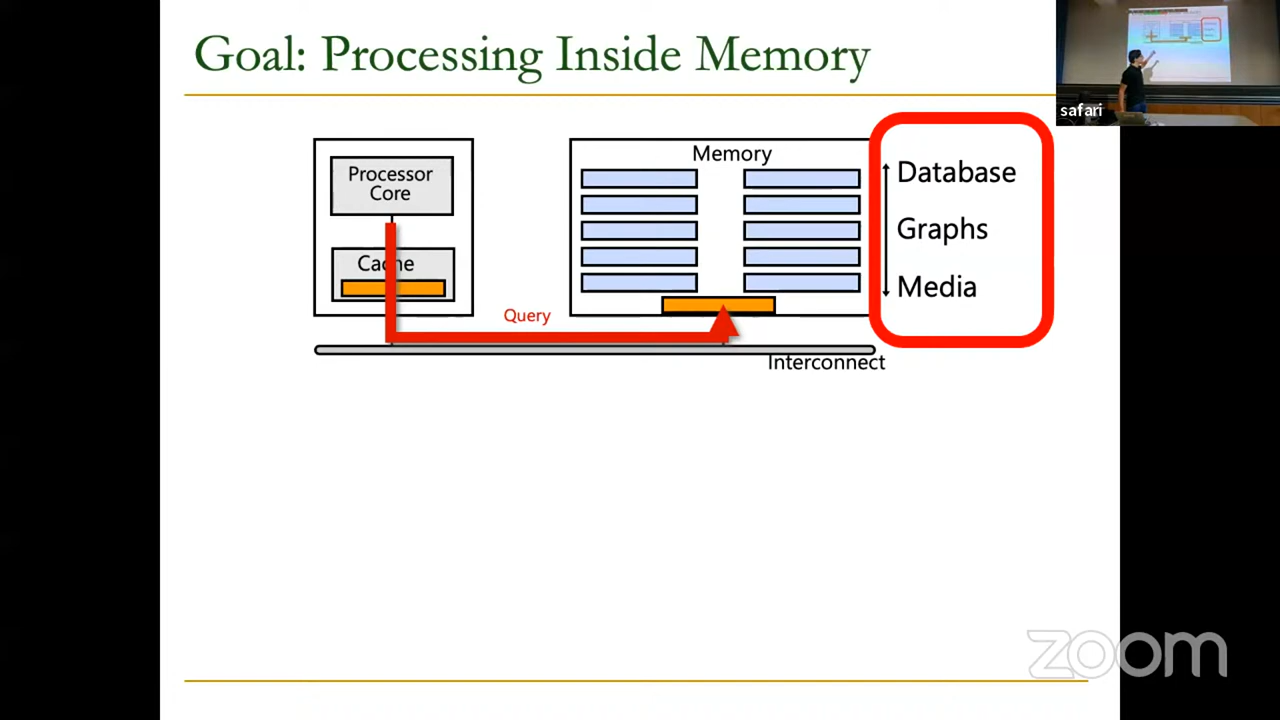 Goal: Processing Inside Memory
safari
Processor
Core
Cache
Memory
Database
Graphs
Media
Query
Interconnect
zoom